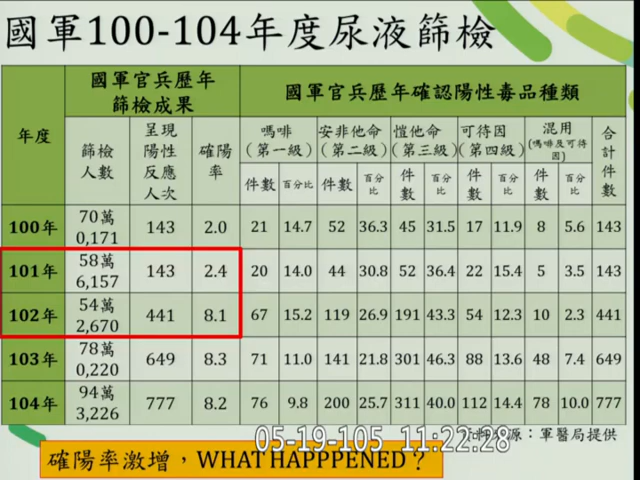 國軍100-104年度尿液篩檢
年度 國軍官兵歷年篩檢成果 國軍官兵歷年確認陽性毒品種類
篩檢人數 呈現陽性反應人次 確陽率 嗎啡(第一級) 安非他命(第二級) 愷他命(第三級) 可待因(第四級) 混用(嗎啡及可待因) 合計件數
件數 百分比 件數 百分比 件數 百分比 件數 百分比 件數 百分比
100年 70萬0,171 143 2.0 21 14.7 52 36.3 45 31.5 17 11.9 8 5.6 143
101年 58萬6,157 143 2.4 20 14.0 44 30.8 52 36.4 22 15.4 5 3.5 143
102年 54萬2,670 441 8.1 67 15.2 119 26.9 191 43.3 54 12.3 10 2.3 441
103年 78萬0,220 649 8.3 71 11.0 141 21.8 301 46.3 88 13.6 48 7.4 649
104年 94萬3,226 777 8.2 76 9.8 200 25.7 311 40.0 112 14.4 78 10.0 777
源：軍醫局提供
05-19-105 11:22:28
確陽率激增，WHAT HAPPPENED？